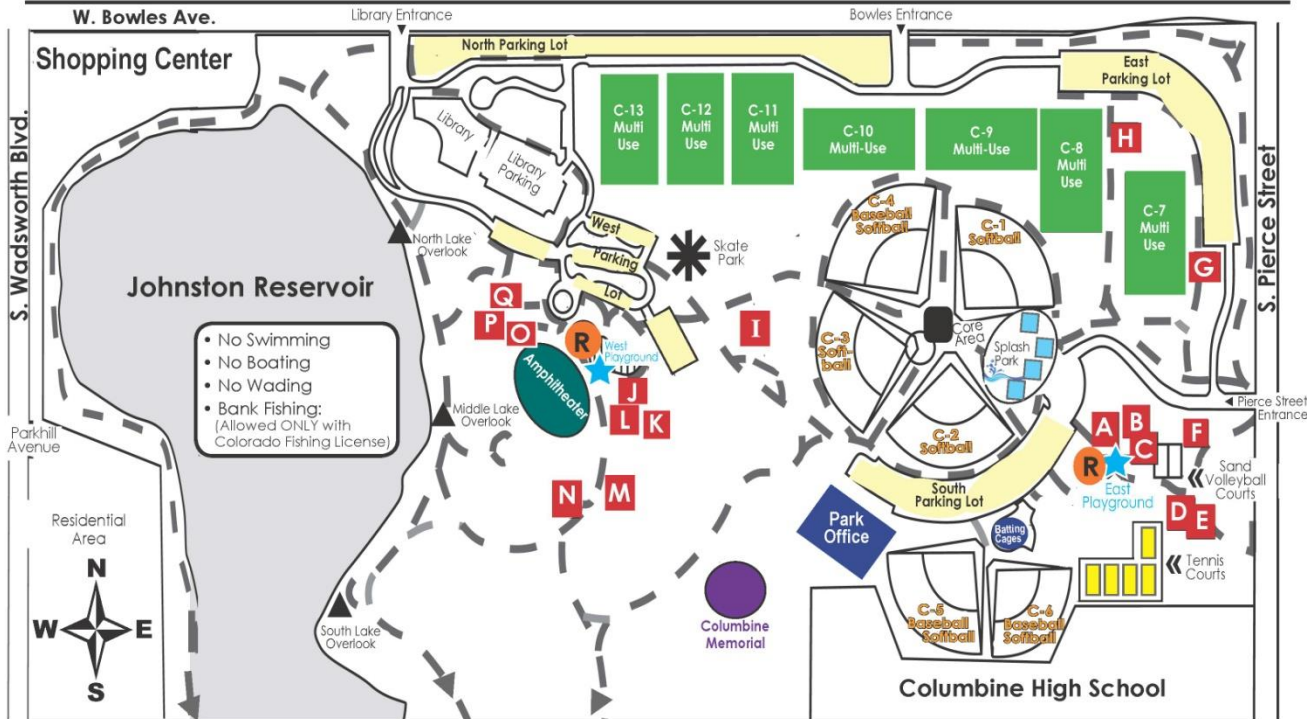 W. Bowles Ave.
Library Entrance
Bowles Entrance
Shopping Center
North Parking Lot
East
Parking Lot
S. Wadsworth Blvd.
S. Pierce Street
Library
Library
Parking
C-13
Multi
Use
C-12
Multi
Use
C-11
Multi
Use
C-10
Multi-Use
C-9
Multi-Use
C-8
Multi
Use
H
C-7
Multi
Use
G
C-4
Baseball
Softball
C-1
Softball
North Lake
Overlook
West
Parking
Lot
Skate
Park
Johnston Reservoir
• No Swimming
• No Boating
• No Wading
• Bank Fishing:
(Allowed ONLY with
Colorado Fishing License)
Q
P
O
R
West
Playground
I
C-3
Soft-
ball
Core
Area
Splash
Park
Amphitheater
J
L
K
Middle Lake
Overlook
Parkhill
Avenue
Pierce Street
Entrance
C-2
Softball
A
B
C
F
R
East
Playground
Sand
Volleyball
Courts
N
M
South
Parking Lot
D
E
Park
Office
Batting
Cages
Tennis
Courts
Residential
Area
N
W
E
S
South Lake
Overlook
Columbine
Memorial
C-5
Baseball
Softball
C-6
Baseball
Softball
Columbine High School